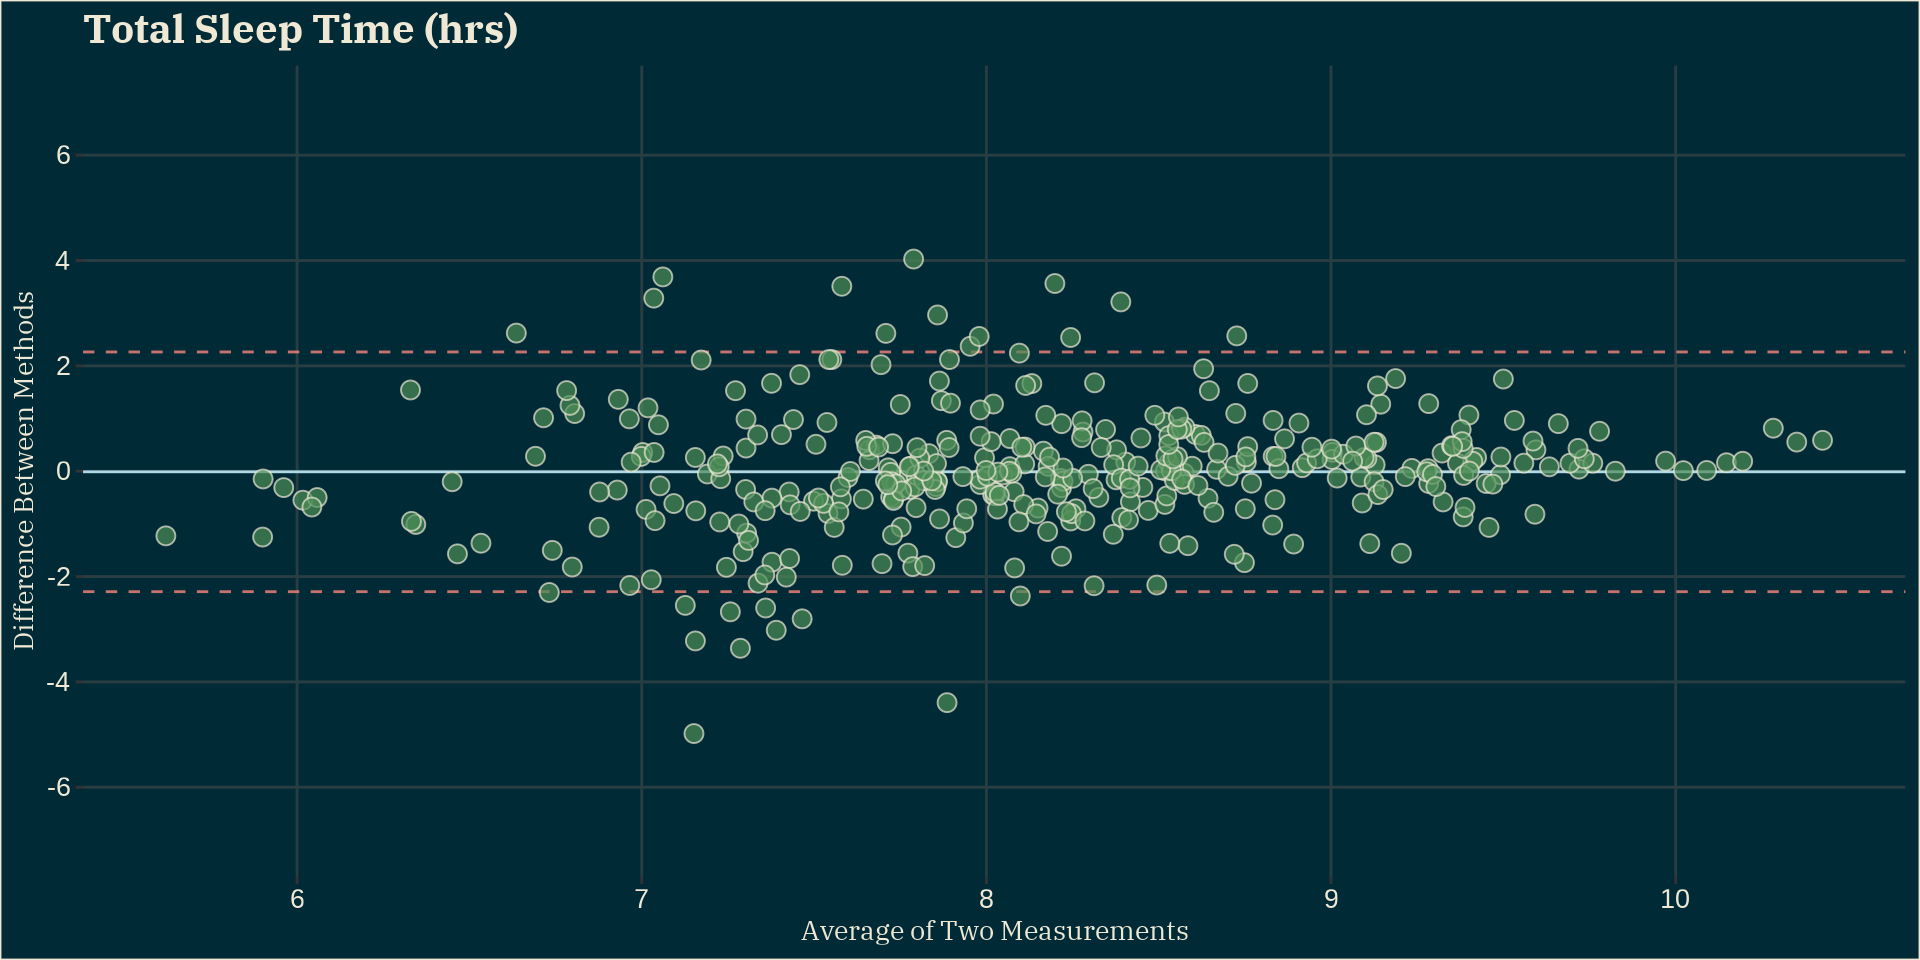 Total Sleep Time (hrs)
Difference Between Methods
6
4
2
0
-2
-4
-6
6 7 8 9 10
Average of Two Measurements